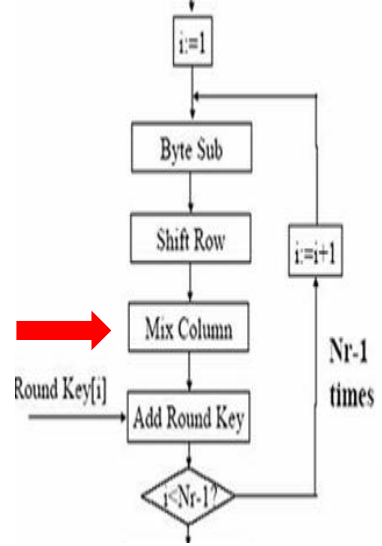 i:=1
Byte Sub
Shift Row
i:=i+1
Mix Column
Nr-1
times
Round Key[i]
Add Round Key
i<Nr-1?